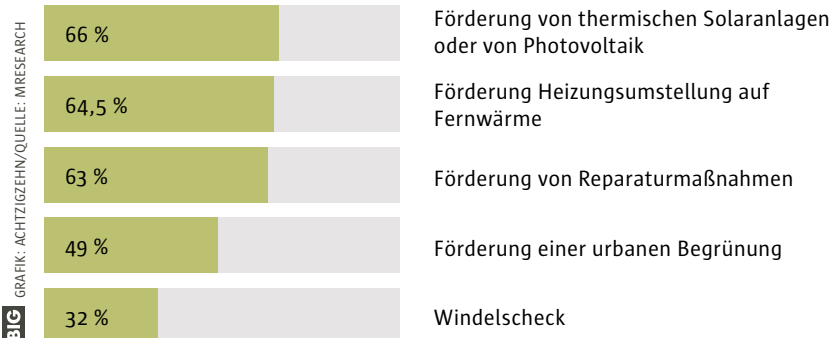 66 %
Förderung von thermischen Solaranlagen
oder von Photovoltaik
64,5 %
Förderung Heizungsumstellung auf
Fernwärme
63 %
Förderung von Reparaturmaßnahmen
49 %
Förderung einer urbanen Begrünung
32 %
Windelscheck
BIG GRAFIK: ACHTZIGZEHN/QUELLE: MRESEARCH